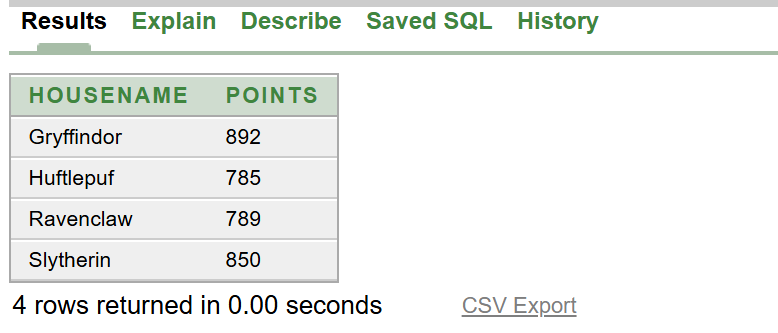 Results Explain Describe Saved SQL History
HOUSENAME POINTS
Gryffindor 892
Huftlepuf 785
Ravenclaw 789
Slytherin 850
4 rows returned in 0.00 seconds CSV Export